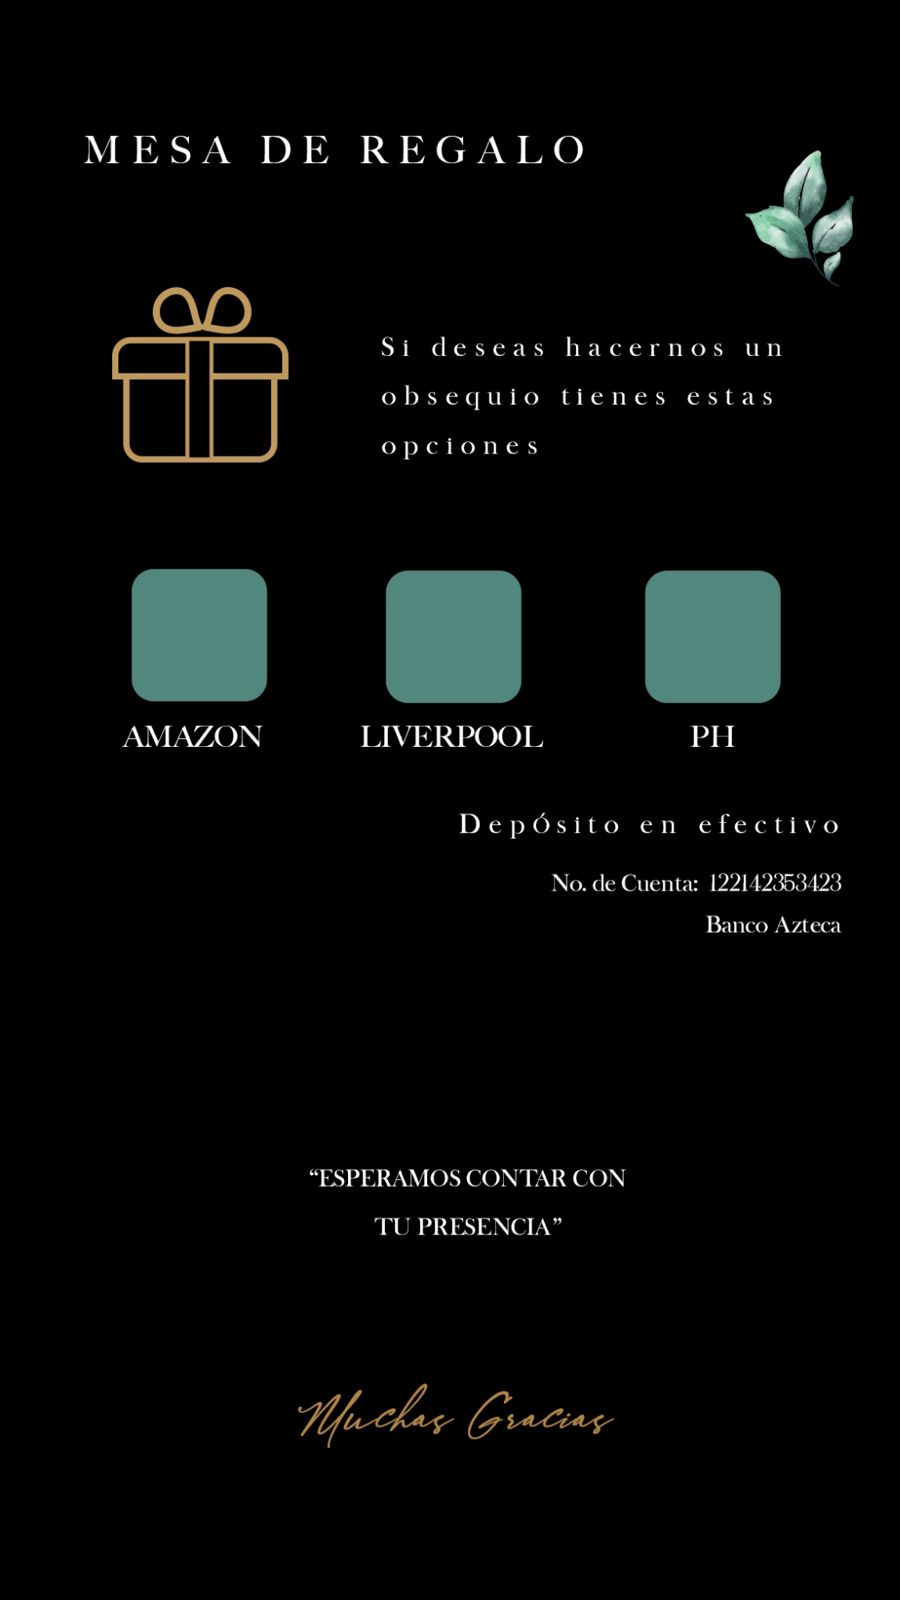 MESA DE REGALO
Si deseas hacernos un
obsequio tienes estas
opciones
AMAZON
LIVERPOOL
PH
Depósito en efectivo
No. de Cuenta: 122142353423
Banco Azteca
“ESPERAMOS CONTAR CON
TU PRESENCIA”
Muchas Gracias